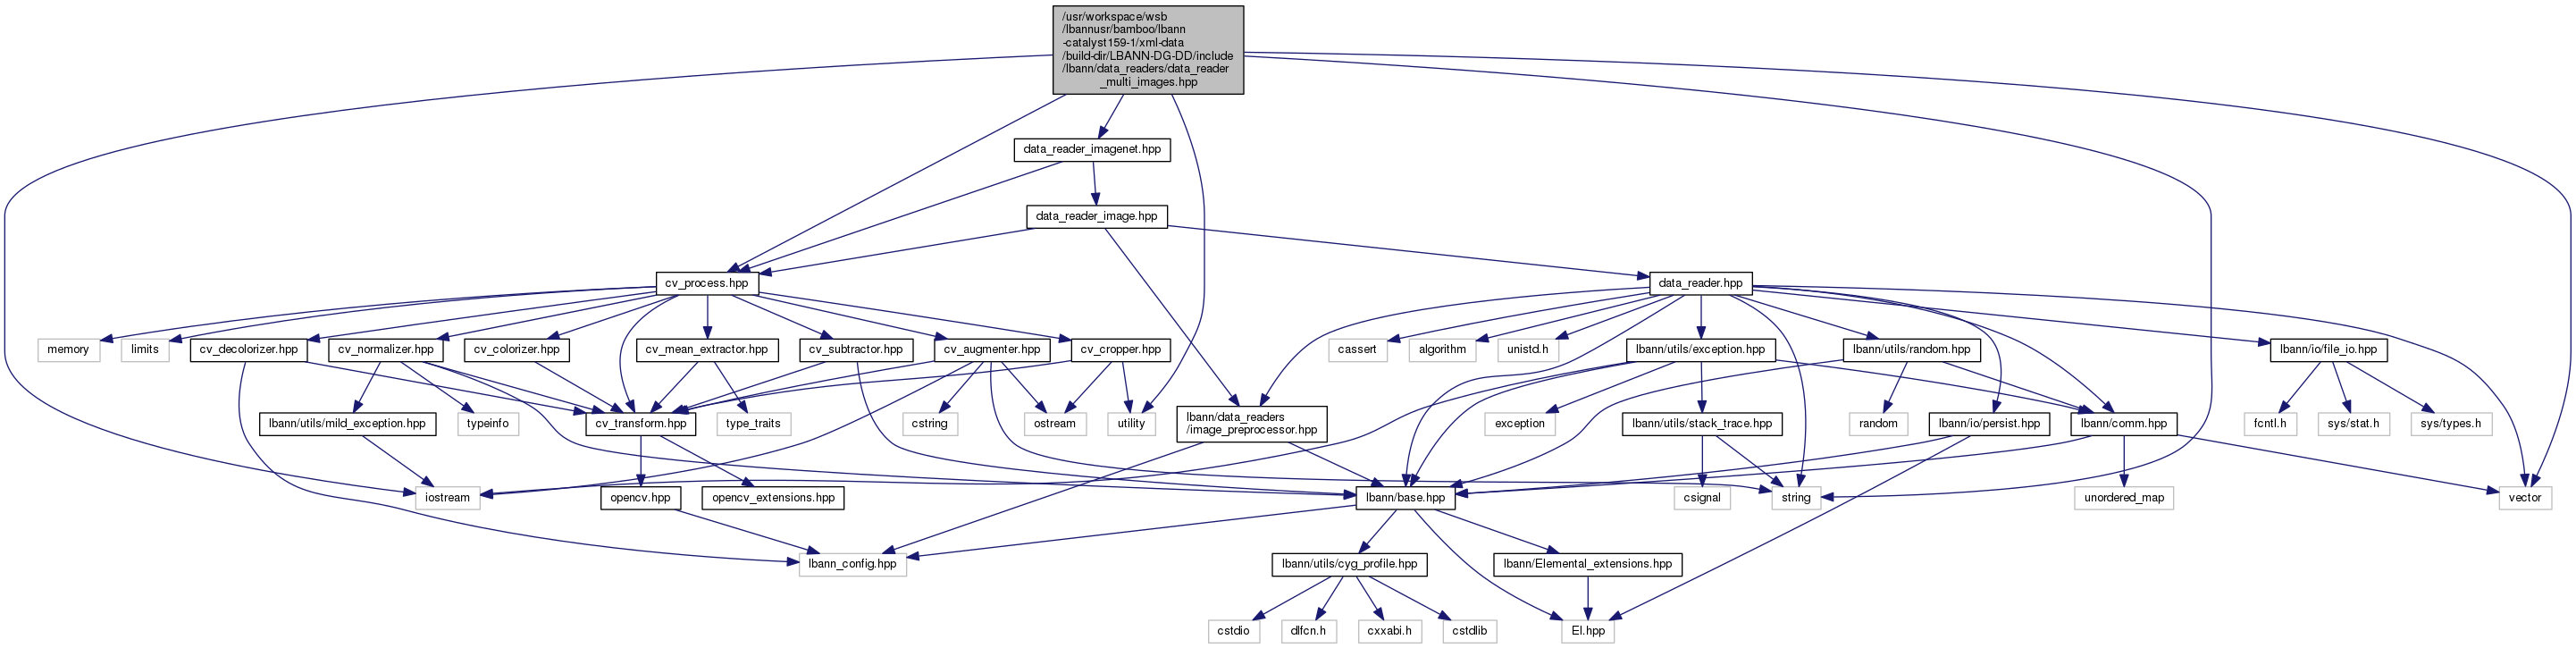 /usr/workspace/wsb
/lbannusr/bamboo/lbann
-catalyst159-1/xml-data
/build-dir/LBANN-DG-DD/include
/lbann/data_readers/data_reader
_multi_images.hpp
data_reader_imagenet.hpp
data_reader_image.hpp
cv_process.hpp
data_reader.hpp
memory
limits
cv_decolorizer.hpp
cv_normalizer.hpp
cv_colorizer.hpp
cv_mean_extractor.hpp
cv_subtractor.hpp
cv_augmenter.hpp
cv_cropper.hpp
cassert
algorithm
unistd.h
lbann/utils/exception.hpp
lbann/utils/random.hpp
lbann/io/file_io.hpp
lbann/utils/mild_exception.hpp
typeinfo
cv_transform.hpp
type_traits
cstring
ostream
utility
lbann/data_readers
/image_preprocessor.hpp
exception
lbann/utils/stack_trace.hpp
random
lbann/io/persist.hpp
lbann/comm.hpp
fcntl.h
sys/stat.h
sys/types.h
iostream
opencv.hpp
opencv_extensions.hpp
lbann/base.hpp
csignal
string
unordered_map
vector
lbann_config.hpp
lbann/utils/cyg_profile.hpp
lbann/Elemental_extensions.hpp
cstdio
dlfcn.h
cxxabi.h
cstdlib
El.hpp